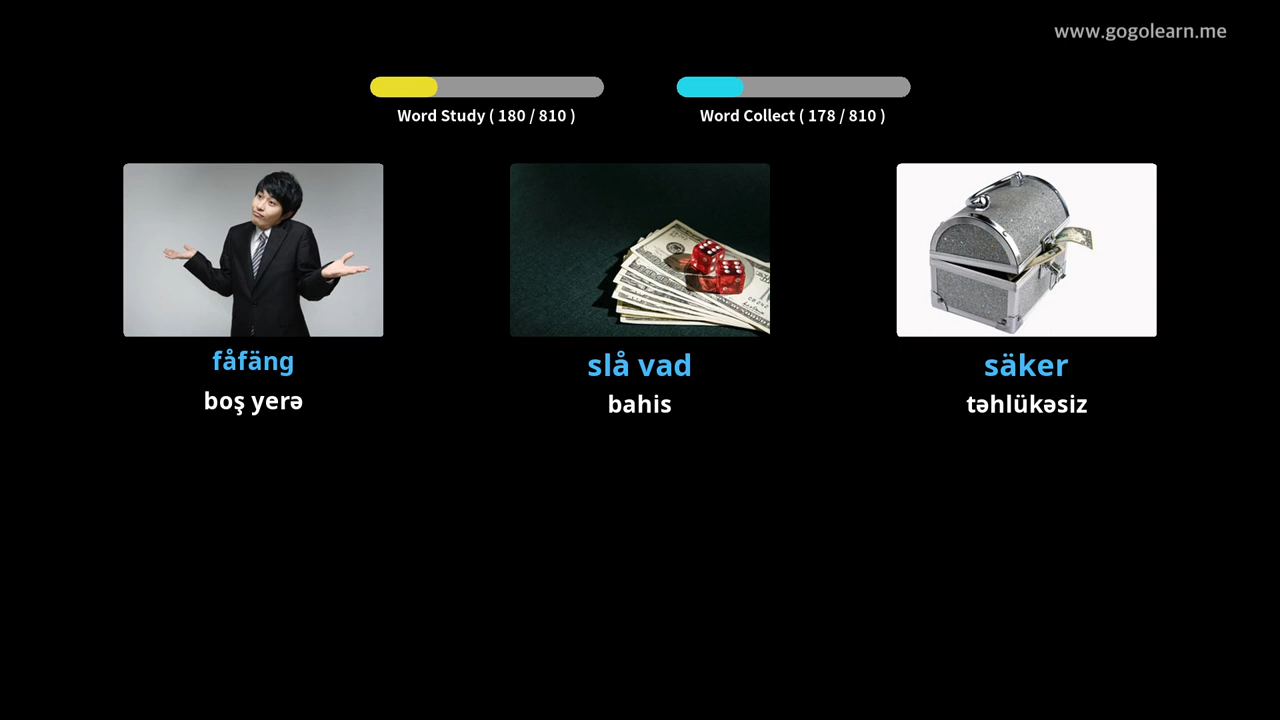 www.gogolearn.me
Word Study ( 180 / 810 )
Word Collect ( 178 / 810 )
fåfäng
boş yerə
slå vad
bahis
säker
təhlükəsiz